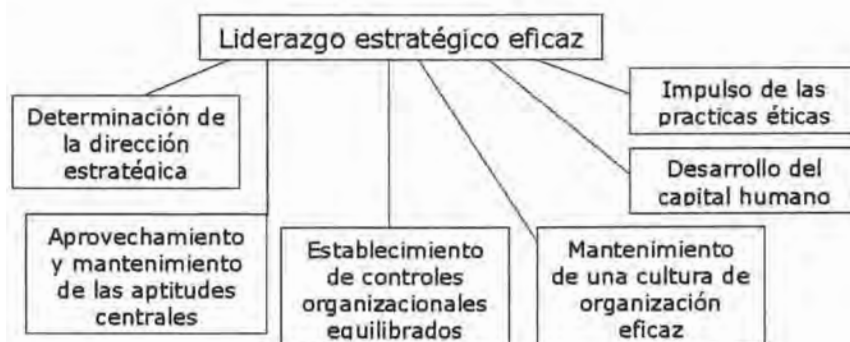 Liderazgo estratégico eficaz
Determinación de
la dirección
estratégica
Aprovechamiento
y mantenimiento
de las aptitudes
centrales
Establecimiento
de controles
organizacionales
equilibrados
Mantenimiento
de una cultura de
organización
eficaz
Desarrollo del
capital humano
Impulso de las
practicas éticas